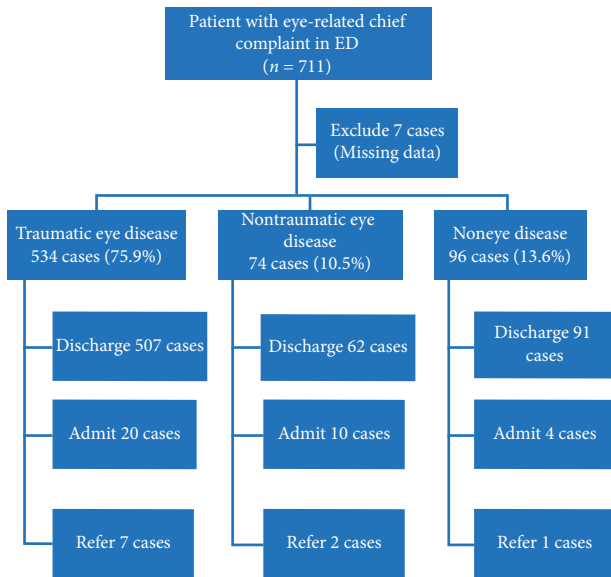 Patient with eye-related chief
complaint in ED
(n = 711)
Exclude 7 cases
(Missing data)
Traumatic eye disease
534 cases (75.9%)
Nontraumatic eye
disease
74 cases (10.5%)
Noneye disease
96 cases (13.6%)
Discharge 507 cases
Discharge 62 cases
Discharge 91
cases
Admit 20 cases
Admit 10 cases
Admit 4 cases
Refer 7 cases
Refer 2 cases
Refer 1 cases